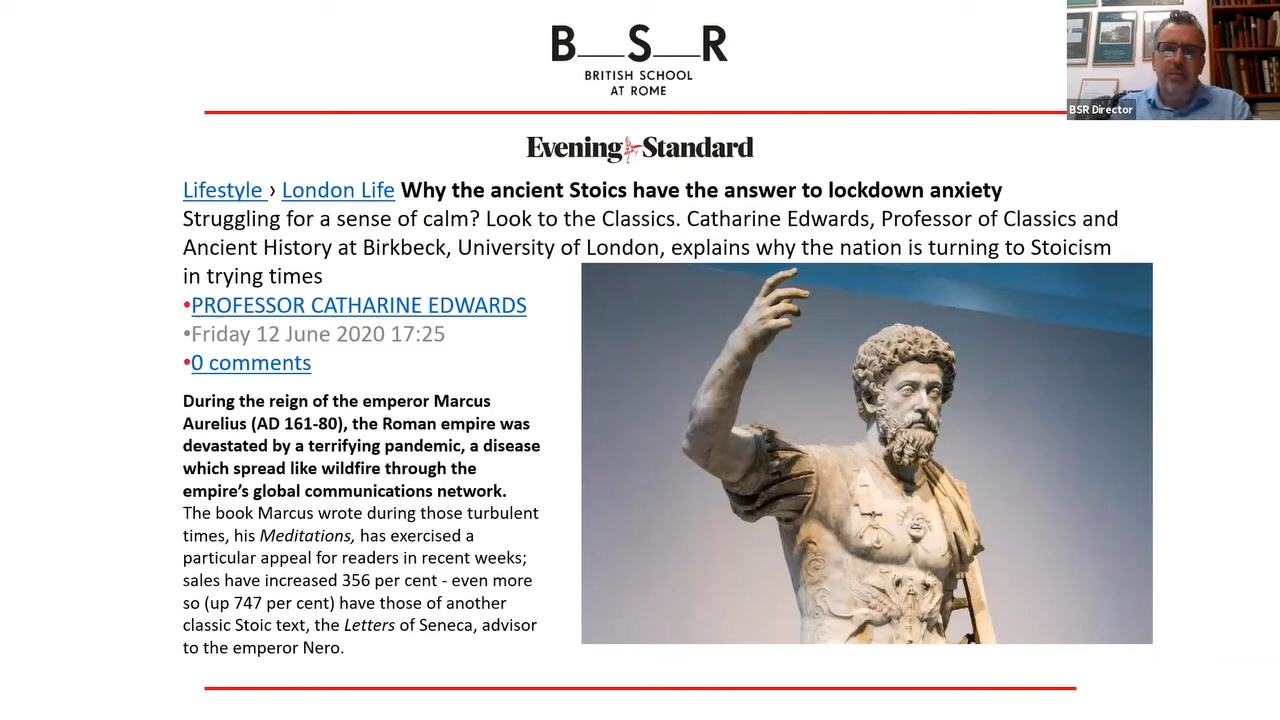 B__S__R
BRITISH SCHOOL
AT ROME
BSR Director
Evening Standard
Lifestyle › London Life Why the ancient Stoics have the answer to lockdown anxiety
Struggling for a sense of calm? Look to the Classics. Catharine Edwards, Professor of Classics and
Ancient History at Birkbeck, University of London, explains why the nation is turning to Stoicism
in trying times
•PROFESSOR CATHARINE EDWARDS
•Friday 12 June 2020 17:25
•0 comments
During the reign of the emperor Marcus
Aurelius (AD 161-80), the Roman empire was
devastated by a terrifying pandemic, a disease
which spread like wildfire through the
empire’s global communications network.
The book Marcus wrote during those turbulent
times, his Meditations, has exercised a
particular appeal for readers in recent weeks;
sales have increased 356 per cent - even more
so (up 747 per cent) have those of another
classic Stoic text, the Letters of Seneca, advisor
to the emperor Nero.